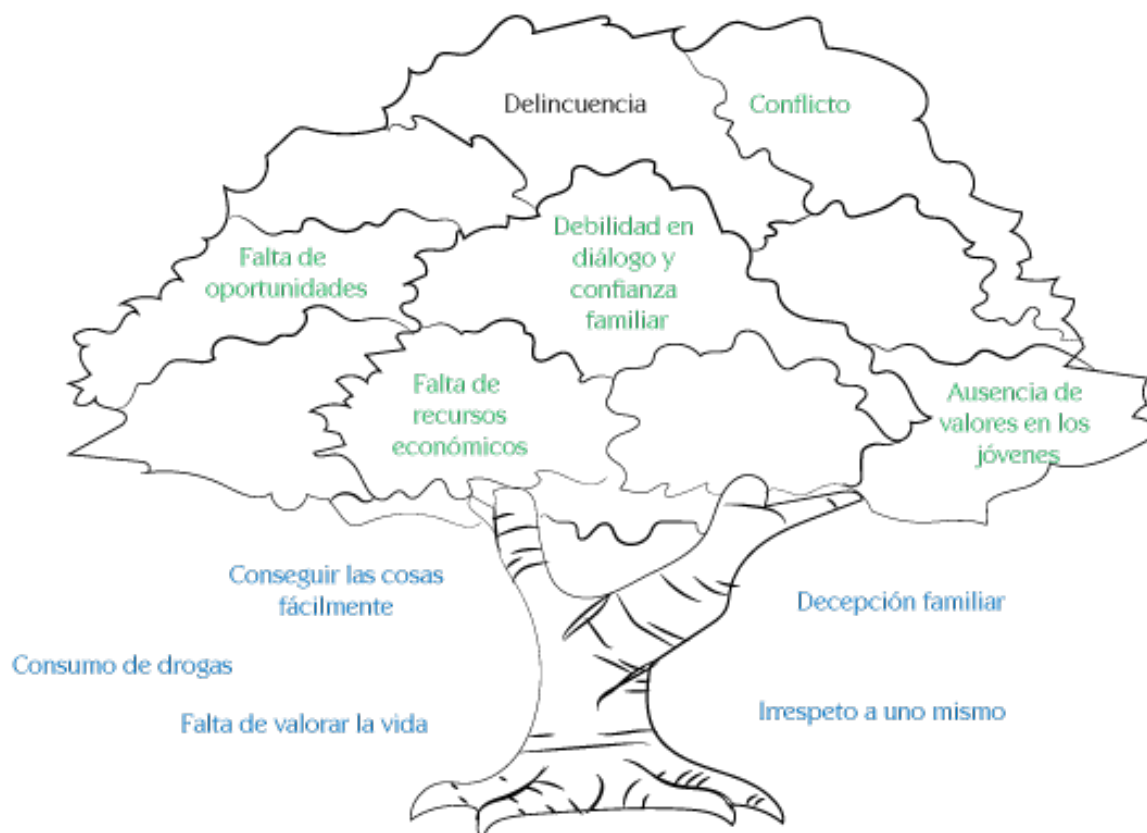 Delincuencia
Conflicto
Falta de
oportunidades
Debilidad en
diálogo y
confianza
familiar
Falta de
recursos
económicos
Ausencia de
valores en los
jóvenes
Conseguir las cosas
fácilmente
Decepción familiar
Consumo de drogas
Falta de valorar la vida
Irrespeto a uno mismo